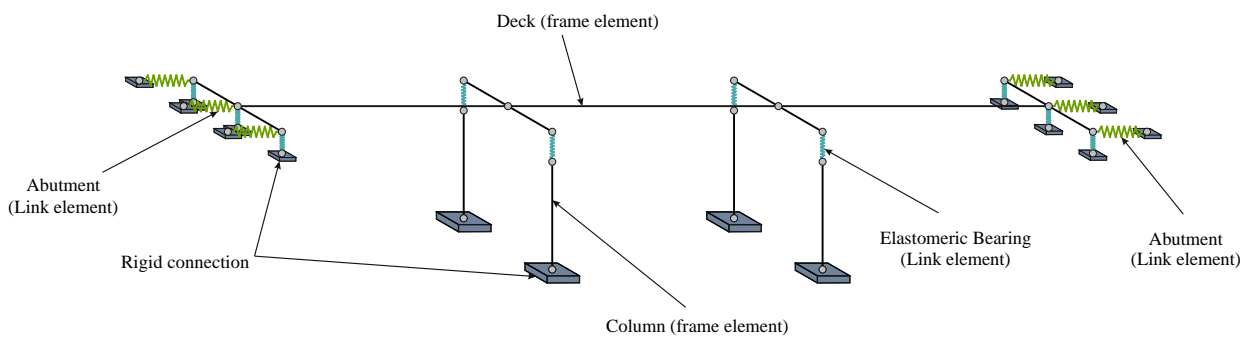 Deck (frame element)
Abutment
(Link element)
Rigid connection
Elastomeric Bearing
(Link element)
Abutment
(Link element)
Column (frame element)